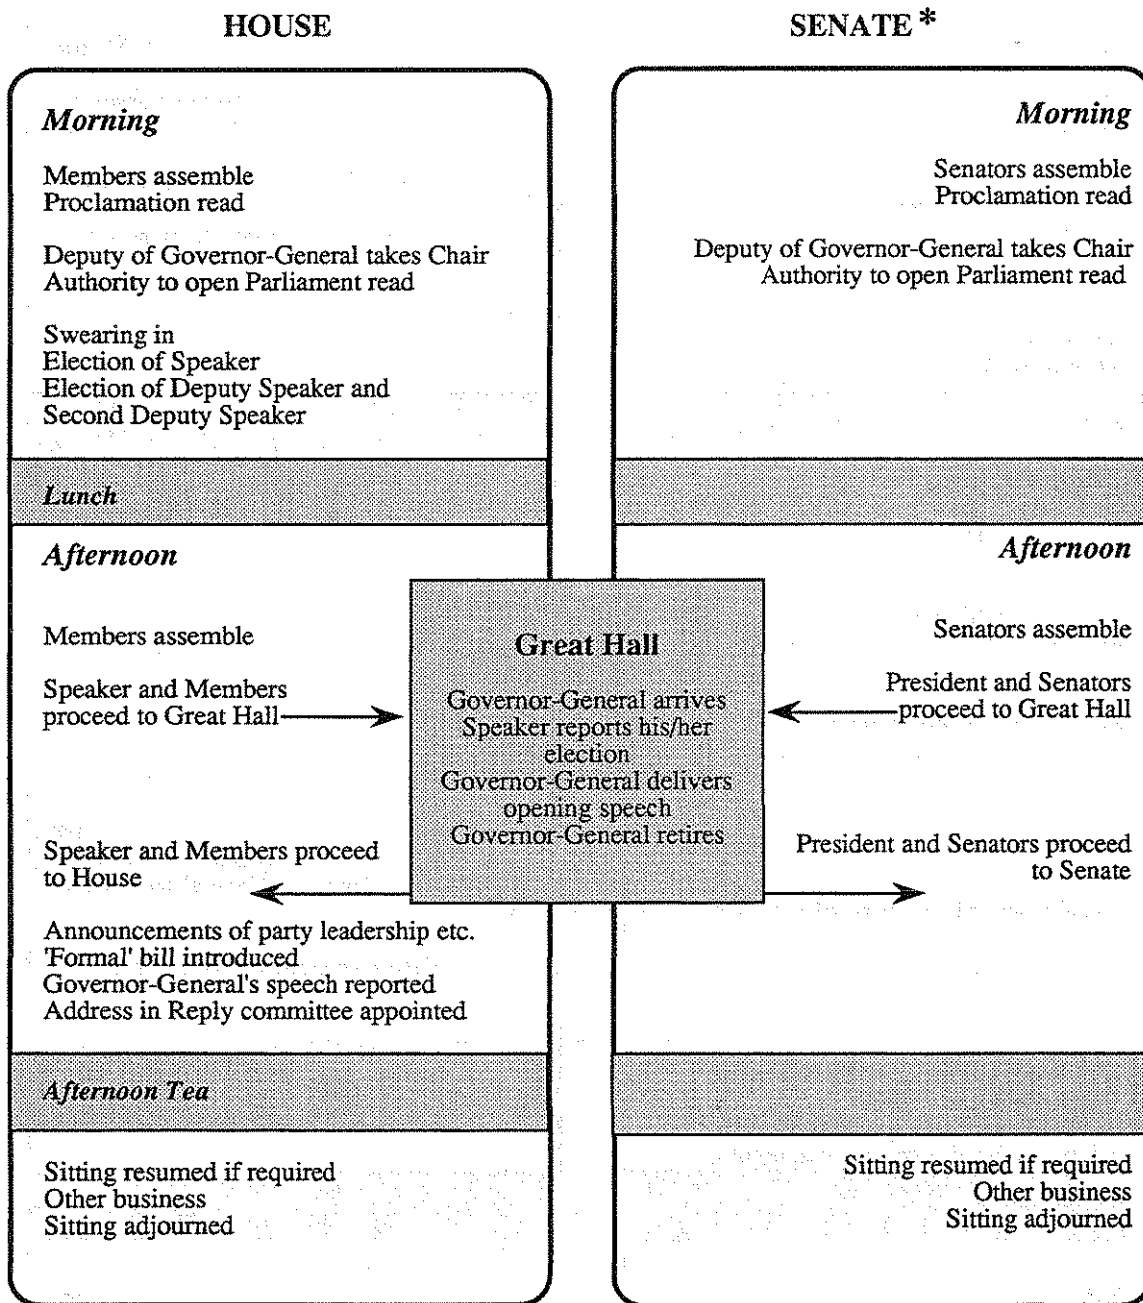 HOUSE
SENATE *
Morning
Members assemble
Proclamation read
Deputy of Governor-General takes Chair
Authority to open Parliament read
Swearing in
Election of Speaker
Election of Deputy Speaker and
Second Deputy Speaker
Lunch
Afternoon
Members assemble
Speaker and Members
proceed to Great Hall
Great Hall
Governor-General arrives
Speaker reports his/her
election
Governor-General delivers
opening speech
Governor-General retires
Speaker and Members proceed
to House
Announcements of party leadership etc.
'Formal' bill introduced
Governor-General's speech reported
Address in Reply committee appointed
Afternoon Tea
Sitting resumed if required
Other business
Sitting adjourned
Morning
Senators assemble
Proclamation read
Deputy of Governor-General takes Chair
Authority to open Parliament read
Afternoon
Senators assemble
President and Senators
proceed to Great Hall
President and Senators proceed
to Senate
Sitting resumed if required
Other business
Sitting adjourned